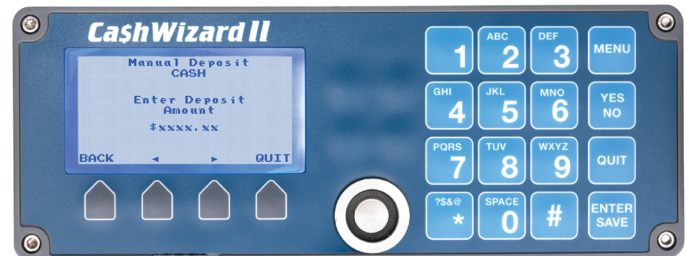 Ca$hWizard II
Manual Deposit
CASH
Enter Deposit
Amount
$xxxx.xx
BACK ◄ ► QUIT
1
ABC 2
DEF 3
MENU
GHI 4
JKL 5
MNO 6
YES
NO
PQRS 7
TUV 8
WXYZ 9
QUIT
?$&@ *
SPACE 0
#
ENTER
SAVE